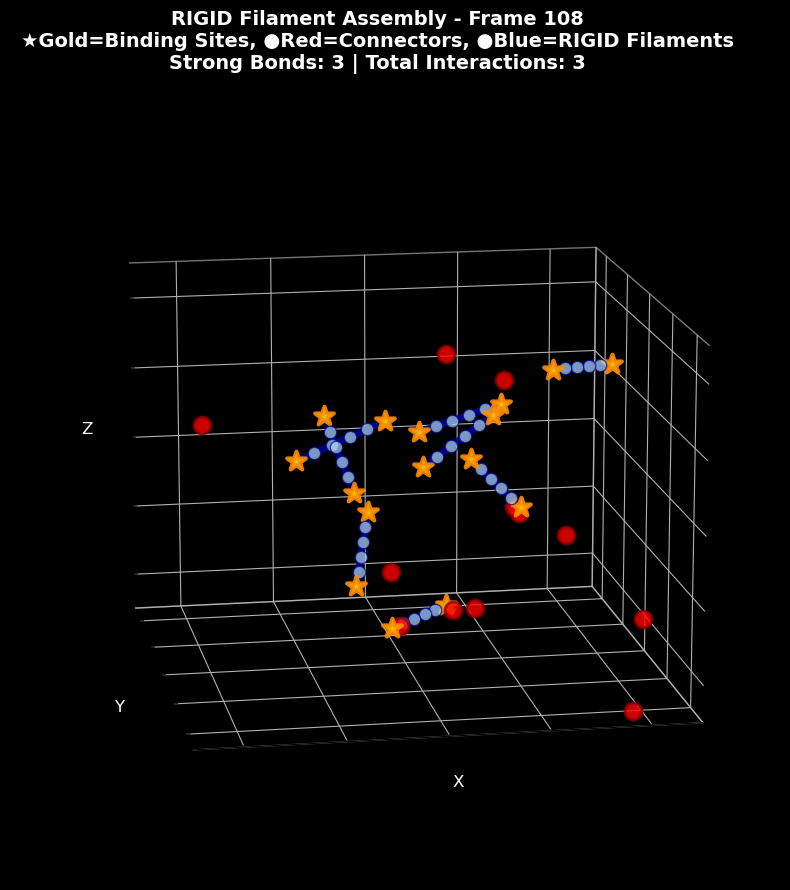 RIGID Filament Assembly - Frame 108
★Gold=Binding Sites, ●Red=Connectors, ●Blue=RIGID Filaments
Strong Bonds: 3 | Total Interactions: 3
Z
Y
X